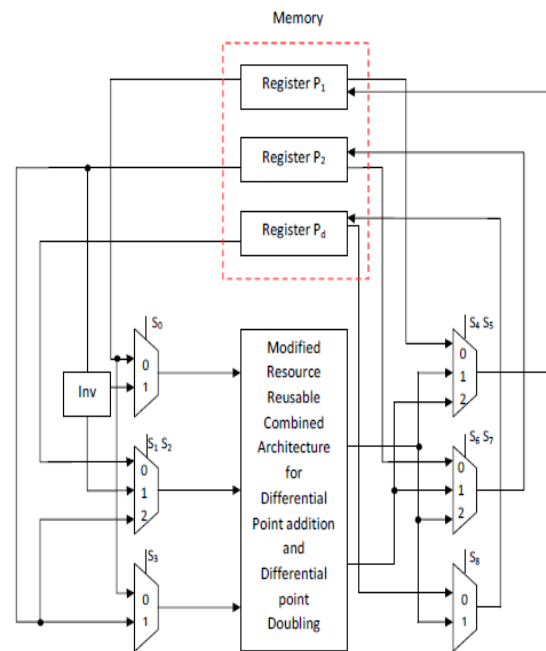 Memory
Register P1
Register P2
Register Pd
S0
0
1
Inv
S1 S2
0
1
2
S3
0
1
Modified
Resource
Reusable
Combined
Architecture
for
Differential
Point addition
and
Differential
point
Doubling
S4 S5
0
1
2
S6 S7
0
1
2
S8
0
1